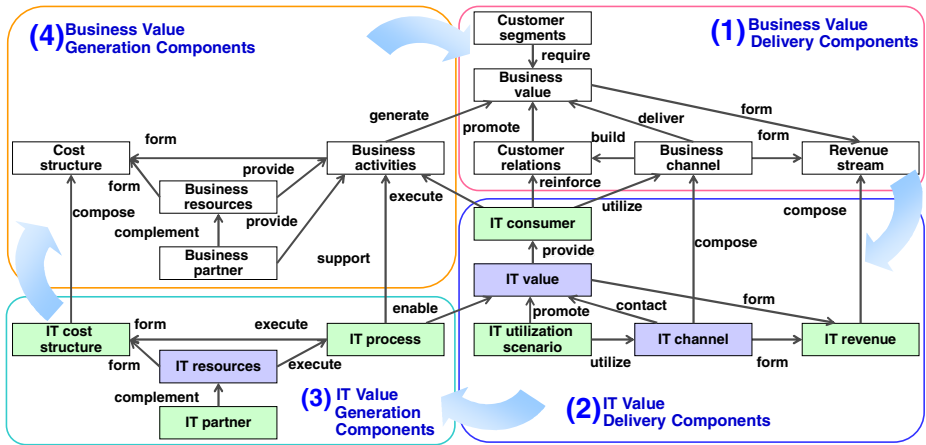 (4) Business Value
Generation Components
Customer
segments
(1) Business Value
Delivery Components
require
Business
value
generate
promote
deliver
form
form
build
form
Cost
structure
Business
activities
Customer
relations
Business
channel
Revenue
stream
provide
form
Business
resources
reinforce
execute
utilize
compose
provide
compose
complement
IT consumer
Business
partner
support
provide
compose
IT value
enable
contact
form
promote
form
execute
IT cost
structure
IT process
IT utilization
scenario
IT channel
IT revenue
form
IT resources
execute
utilize
form
complement
(3) IT Value
Generation
Components
(2) IT Value
Delivery Components
IT partner